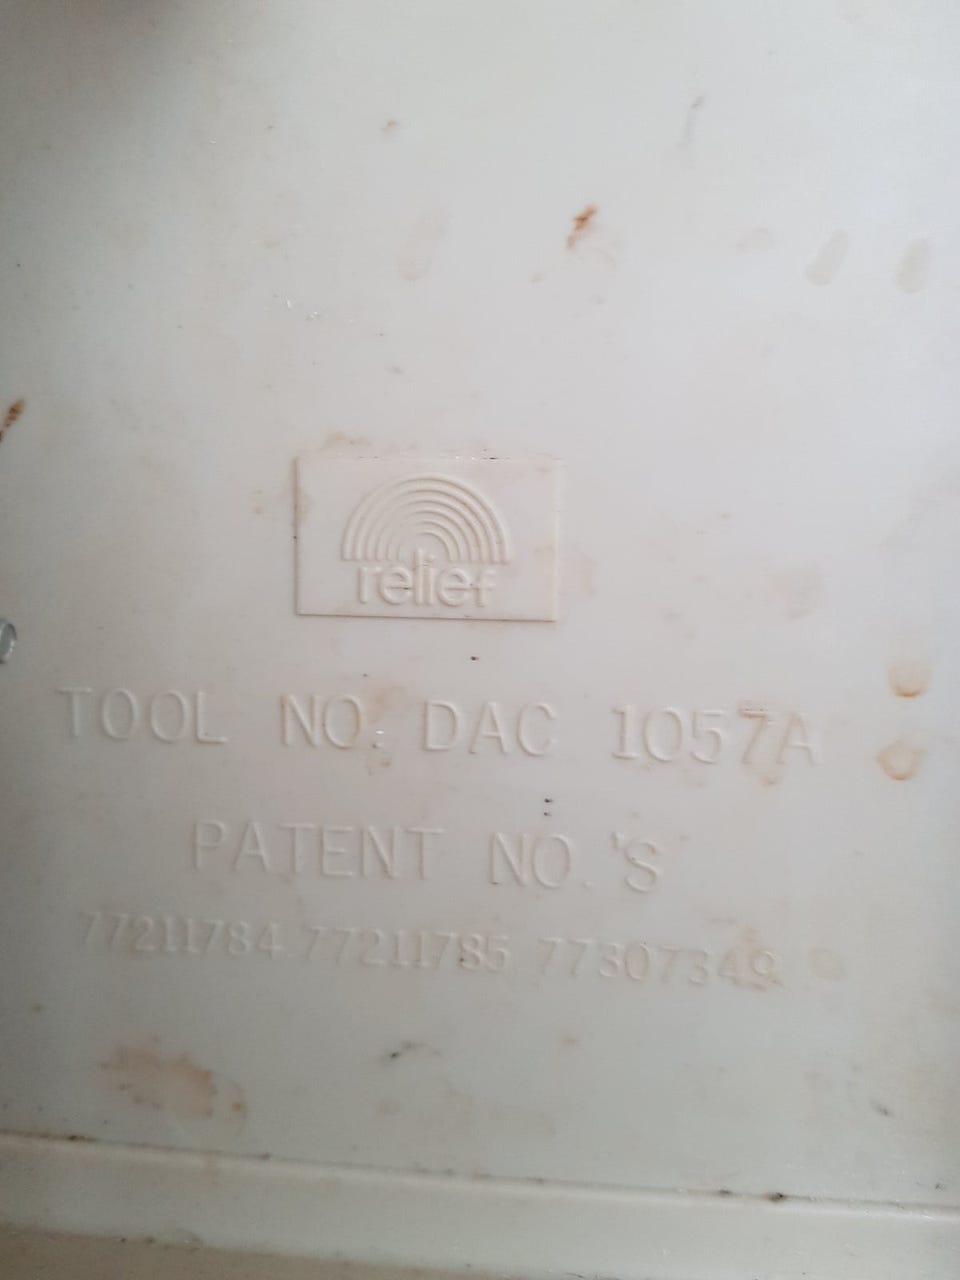 relief
TOOL NO. DAC 1057A
PATENT NO.'S
77211784 77211785 77307349